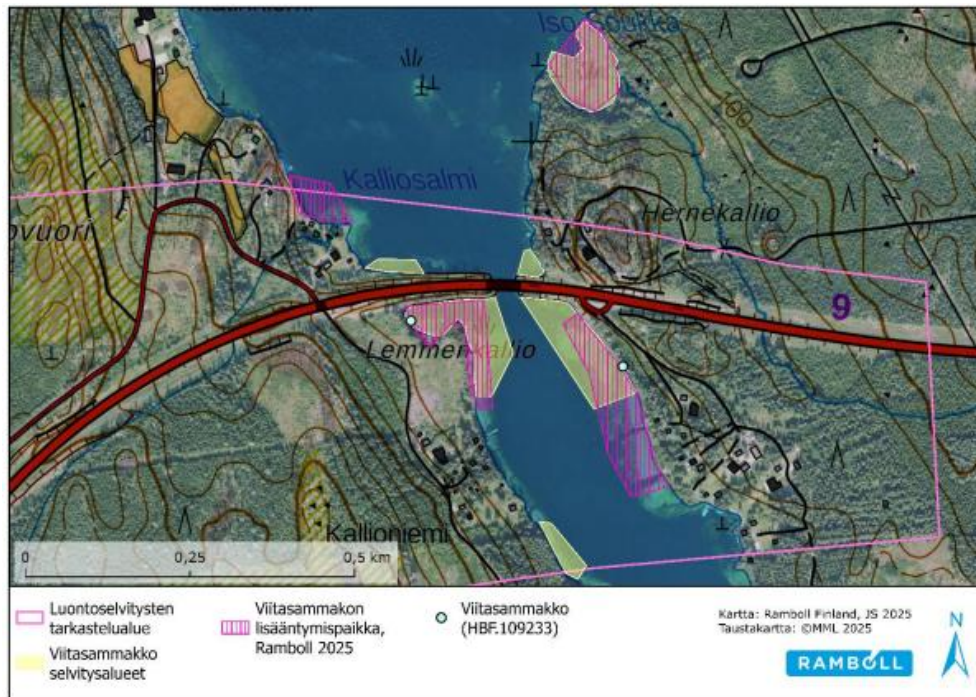 Iso-Soukka
Kalliosalmi
Hernekallio
9
Lemmenkallio
Kallioniemi
0 0,25 0,5 km
Luontoselvitysten
tarkastelualue
Viitasammakko
selvitysalueet
Viitasammakon
lisääntymispaikka,
Ramboll 2025
Viitasammakko
(HBF.109233)
Kartta: Ramboll Finland, JS 2025
Taustakartta: ©MML 2025
RAMBOLL
N